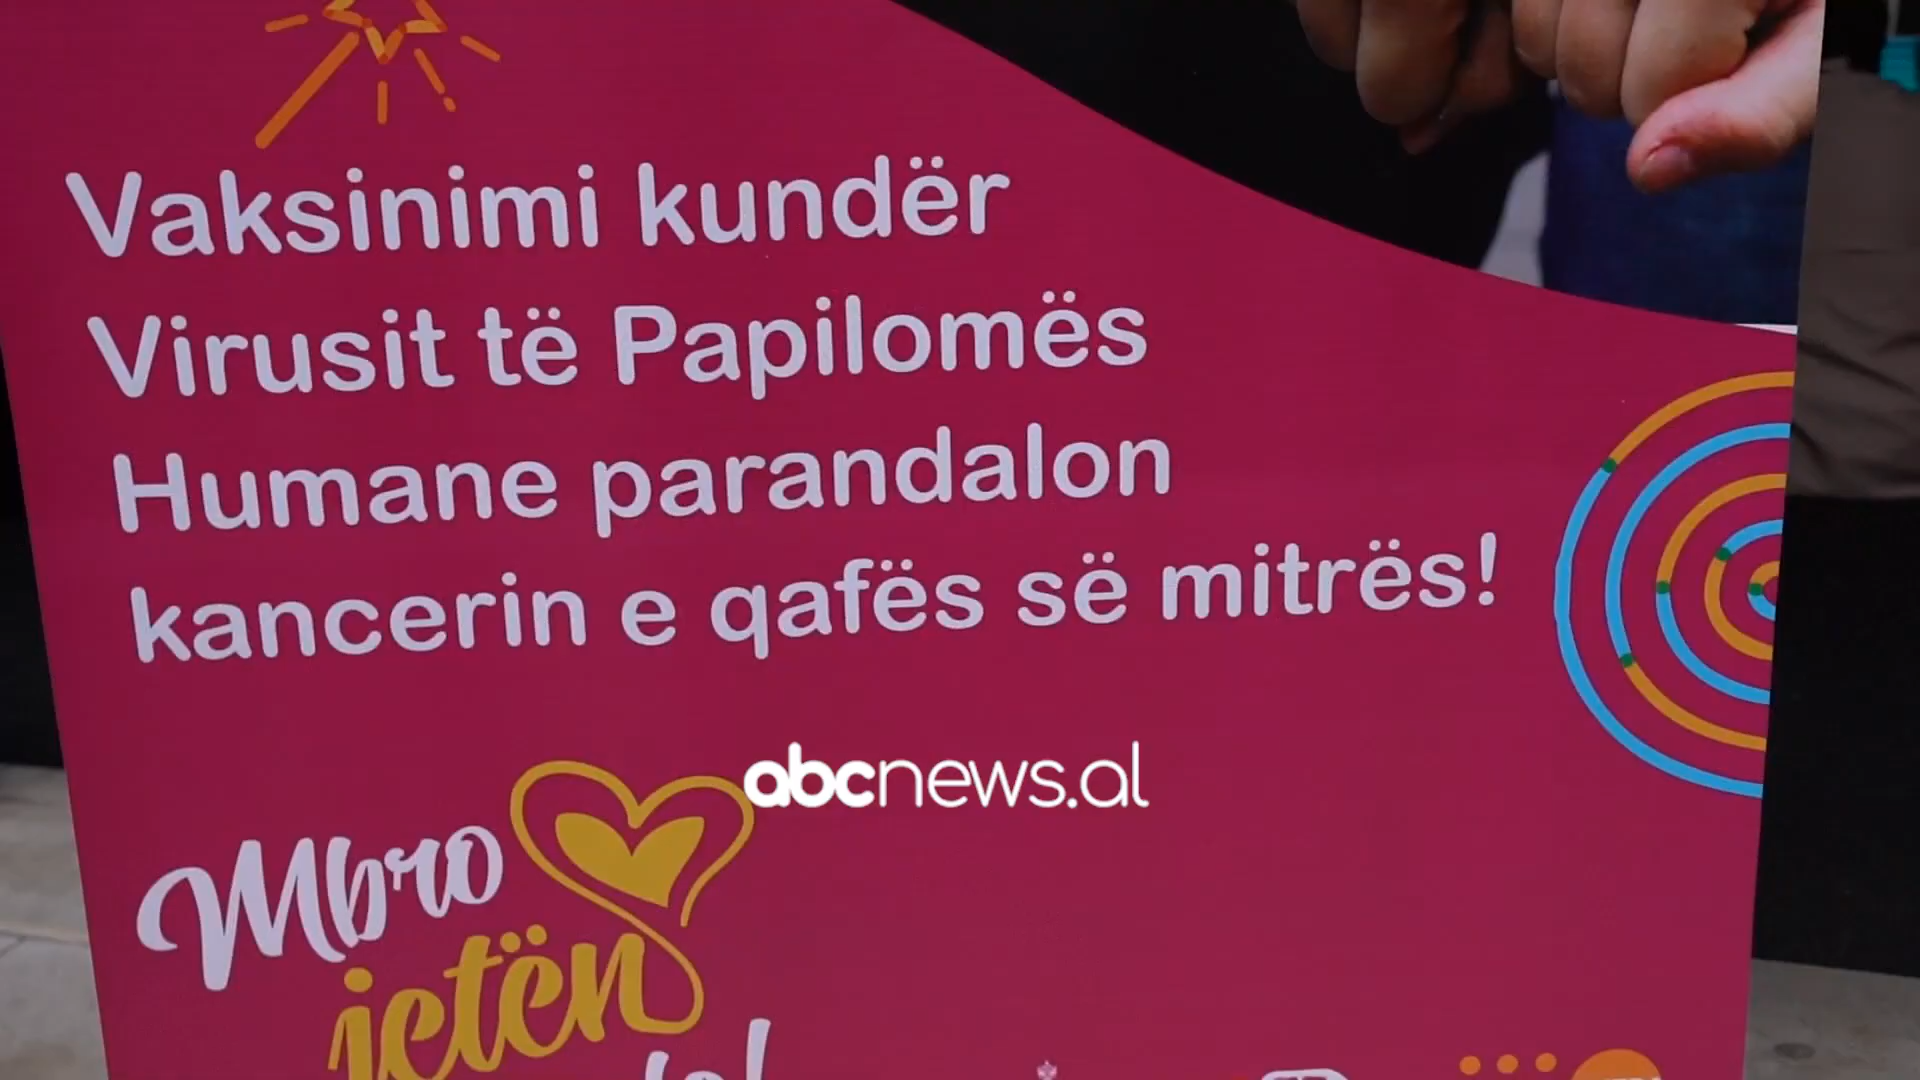 Vaksinimi kundër
Virusit të Papilomës
Humane parandalon
kancerin e qafës së mitrës!
abcnews.al
Mbro
jetën